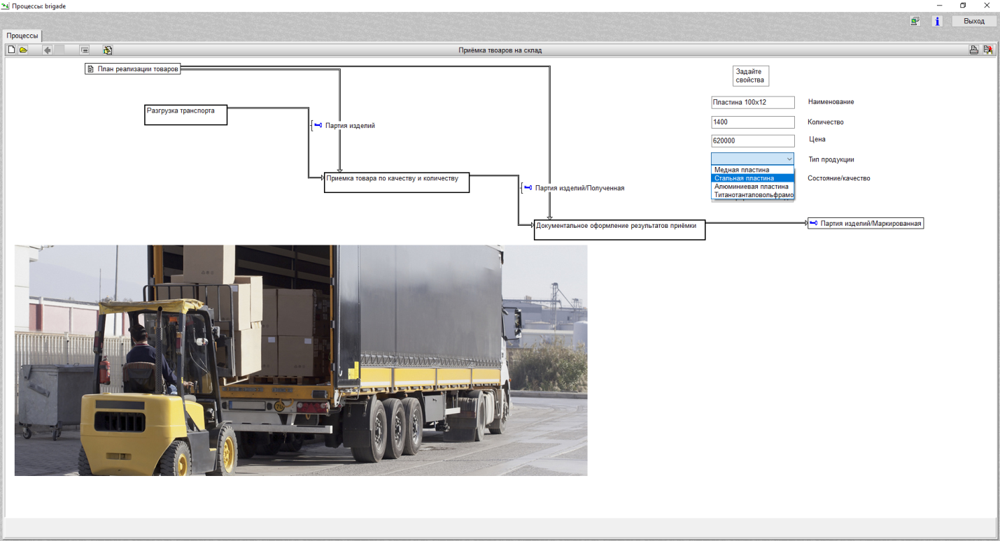 Процессы: brigade
Выход
Процессы
Приёмка твоаров на склад
План реализации товаров
Задайте
свойства
Разгрузка транспорта
Пластина 100x12
Наименование
Партия изделий
1400
Количество
620000
Цена
Тип продукции
Медная пластина
Приемка товара по качеству и количеству
Стальная пластина
Состояние/качество
Партия изделий/Полученная
Алюминиевая пластина
Титанотанталовольфрамо
Документальное оформление результатов приёмки
Партия изделий/Маркированная
70